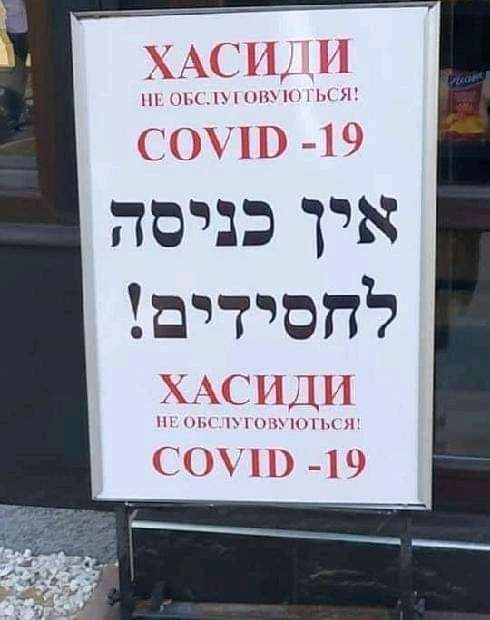 ХАСИДИ
НЕ ОБСЛУГОВУЮТЬСЯ!
COVID -19
אין כניסה
לחסידים!
ХАСИДИ
НЕ ОБСЛУГОВУЮТЬСЯ!
COVID -19